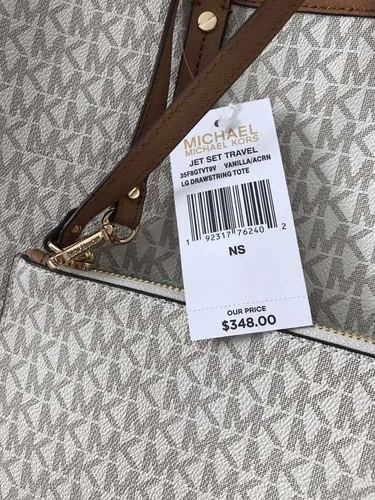 MICHAEL
MICHAEL KORS
JET SET TRAVEL
35F8GTVT9V VANILLA/ACRN
LG DRAWSTRING TOTE
1 92317 76240 2
NS
OUR PRICE
$348.00